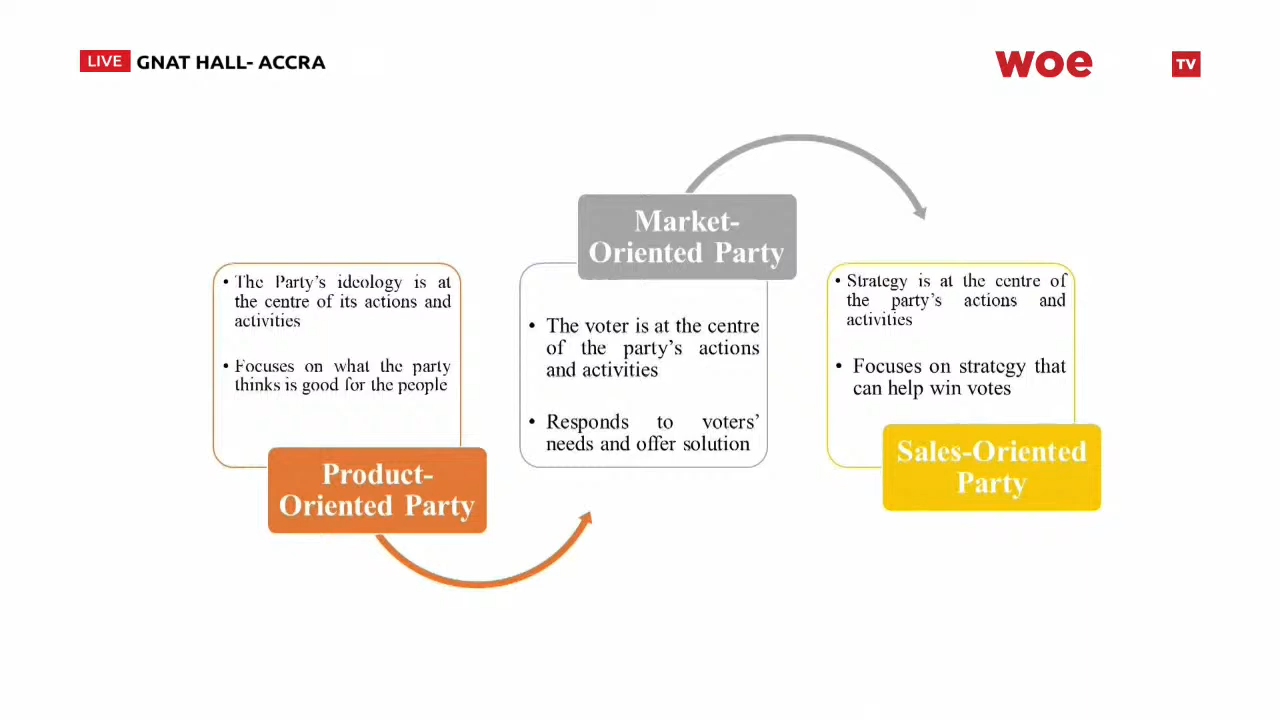 LIVE GNAT HALL- ACCRA
woe TV
• The Party's ideology is at
the centre of its actions and
activities
• Focuses on what the party
thinks is good for the people
Product-
Oriented Party
Market-
Oriented Party
• The voter is at the centre
of the party's actions
and activities
• Responds to voters'
needs and offer solution
• Strategy is at the centre of
the party's actions and
activities
• Focuses on strategy that
can help win votes
Sales-Oriented
Party